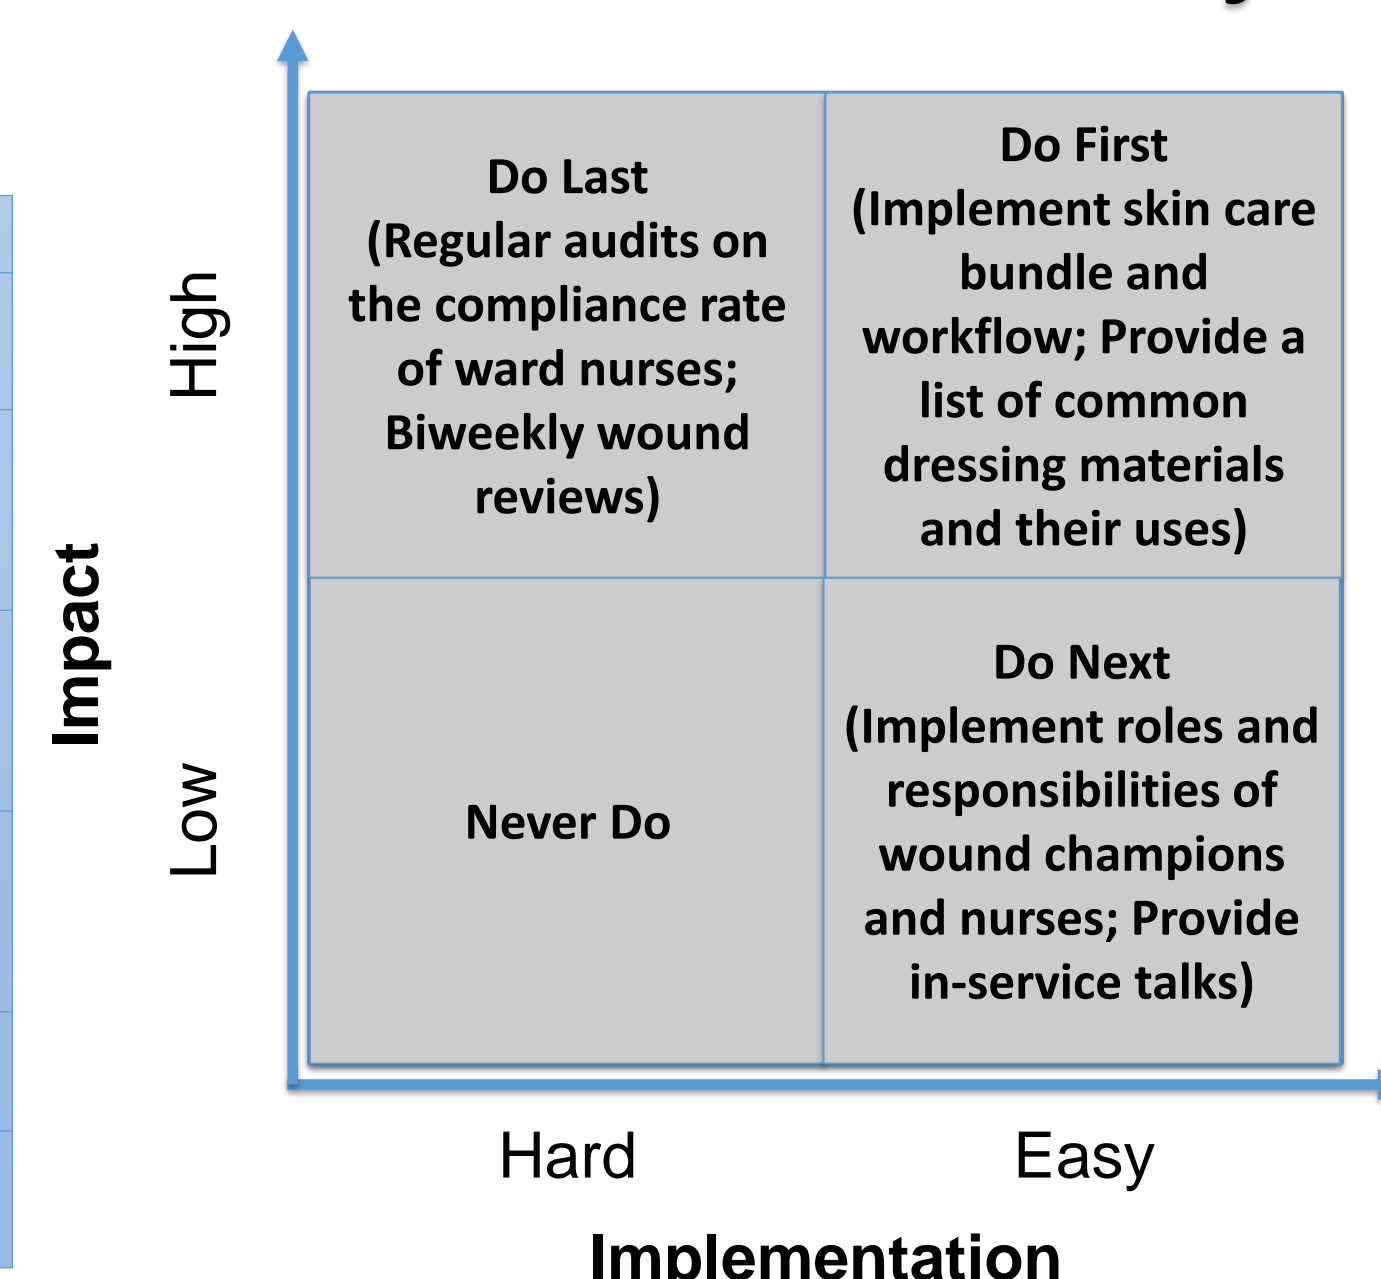 High
Impact
Low
Do Last
(Regular audits on
the compliance rate
of ward nurses;
Biweekly wound
reviews)
Do First
(Implement skin care
bundle and
workflow; Provide a
list of common
dressing materials
and their uses)
Never Do
Do Next
(Implement roles and
responsibilities of
wound champions
and nurses; Provide
in-service talks)
Hard
Easy
Implementation